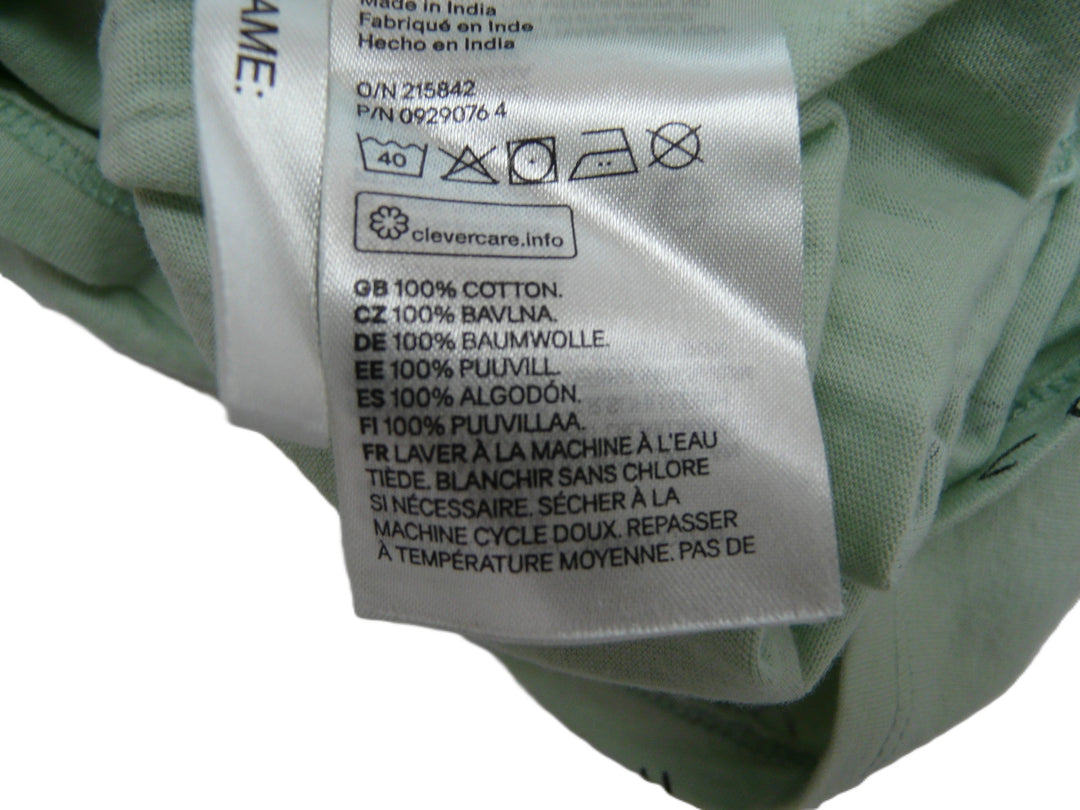 AME:
Made in India
Fabriqué en Inde
Hecho en India
O/N 215842
P/N 0929076 4
40
clevercare.info
GB 100% COTTON.
CZ 100% BAVLNA.
DE 100% BAUMWOLLE.
EE 100% PUUVILL.
ES 100% ALGODÓN.
FI 100% PUUVILLAA.
FR LAVER À LA MACHINE À L'EAU
TIÈDE. BLANCHIR SANS CHLORE
SI NÉCESSAIRE. SÉCHER À LA
MACHINE CYCLE DOUX. REPASSER
À TEMPÉRATURE MOYENNE. PAS DE